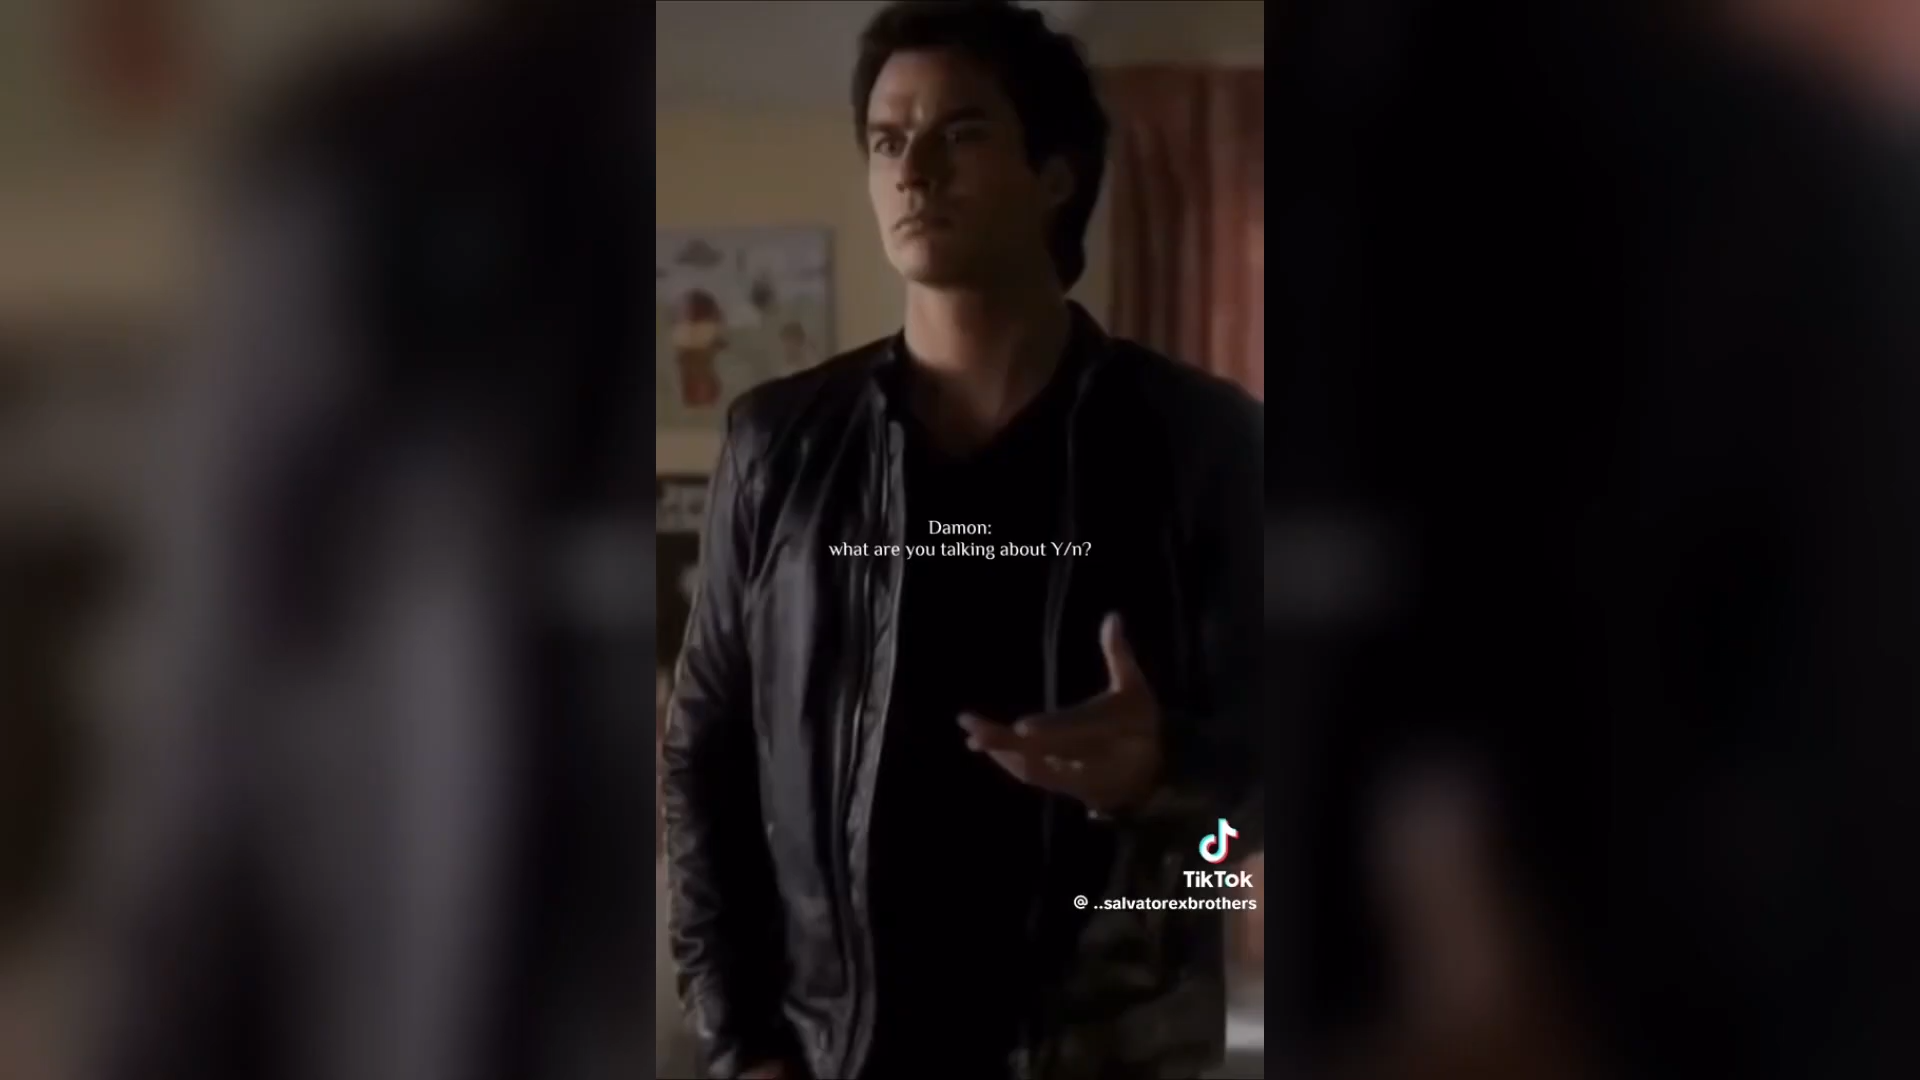 Damon:
what are you talking about Y/n?
TikTok
@ ..salvatorexbrothers